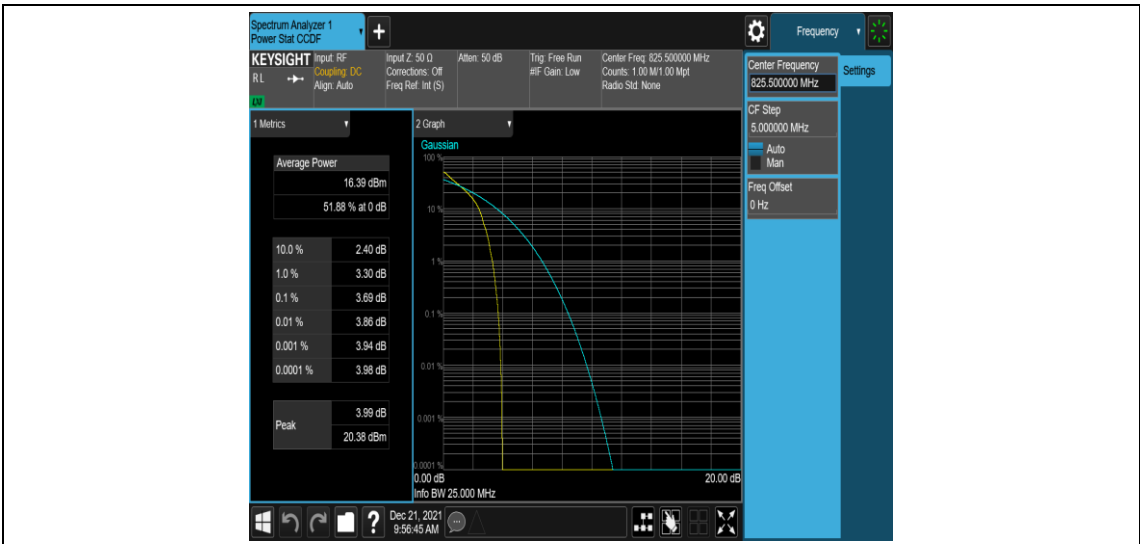 Spectrum Analyzer 1
Power Stat CCDF
+
Frequency
KEYSIGHT
RL
LNI
Input: RF
Coupling: DC
Align: Auto
Input Z: 50 Ω
Corrections: Off
Freq Ref: Int (S)
Atten: 50 dB
Trig: Free Run
#IF Gain: Low
Center Freq: 825.500000 MHz
Counts: 1.00 M/1.00 Mpt
Radio Std: None
Center Frequency
825.500000 MHz
Settings
CF Step
5.000000 MHz
Auto
Man
Freq Offset
0 Hz
1 Metrics
Average Power
16.39 dBm
51.88 % at 0 dB
10.0 % 2.40 dB
1.0 % 3.30 dB
0.1 % 3.69 dB
0.01 % 3.86 dB
0.001 % 3.94 dB
0.0001 % 3.98 dB
Peak
3.99 dB
20.38 dBm
2 Graph
Gaussian
100 %
10 %
1 %
0.1 %
0.01 %
0.001 %
0.0001 %
0.00 dB 20.00 dB
Info BW 25.000 MHz
?
Dec 21, 2021
9:56:45 AM